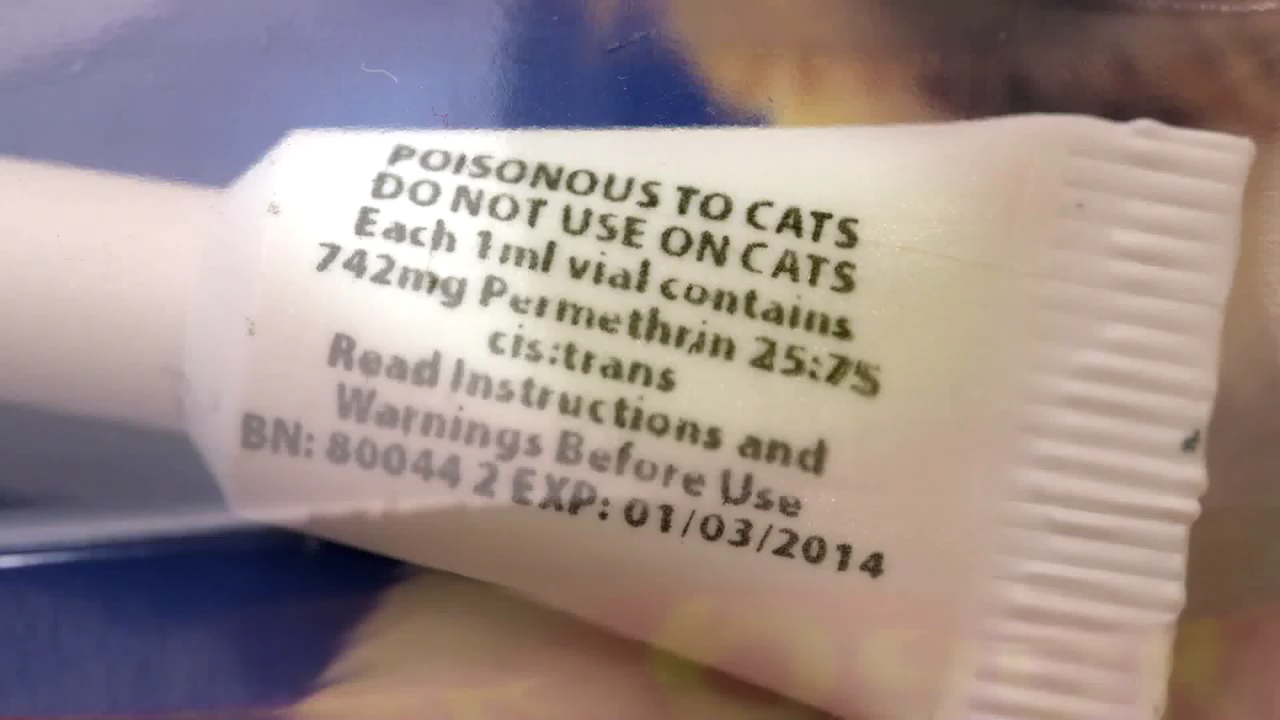 POISONOUS TO CATS
DO NOT USE ON CATS
Each 1ml vial contains
742mg Permethrin 25:75
cis:trans
Read Instructions and
Warnings Before Use
BN: 80044 2 EXP: 01/03/2014